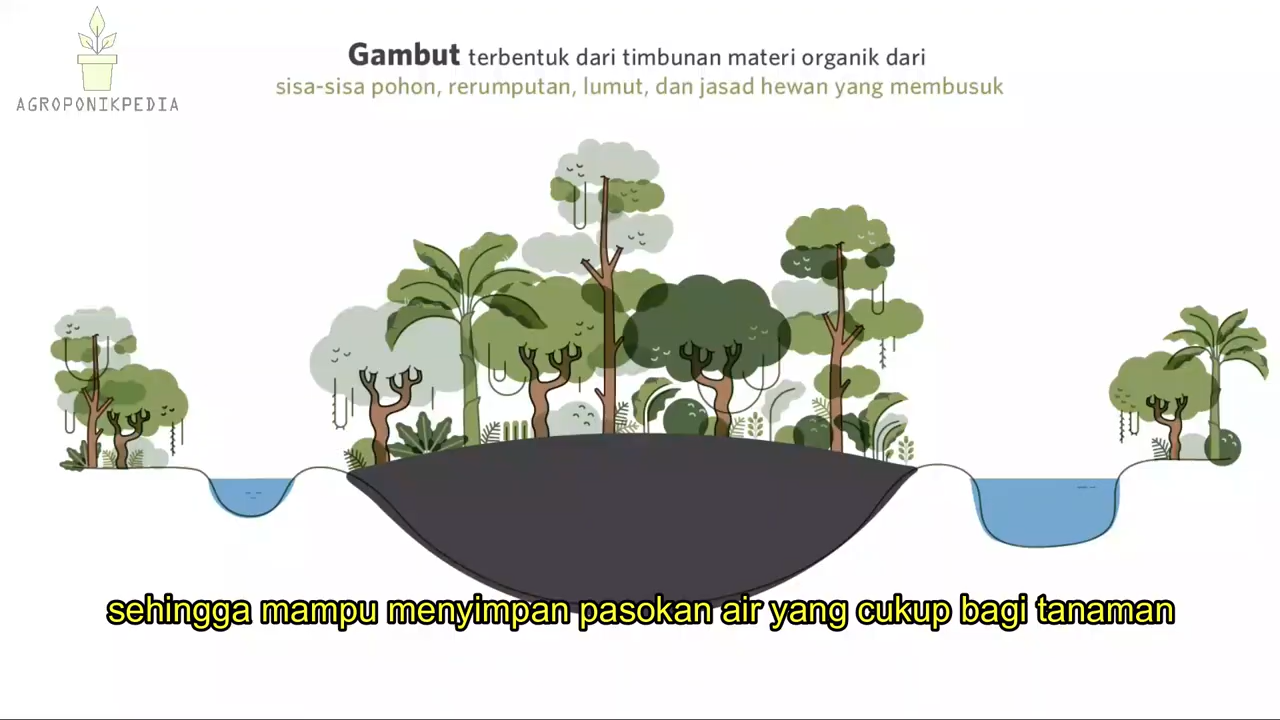 Gambut terbentuk dari timbunan materi organik dari
sisa-sisa pohon, rerumputan, lumut, dan jasad hewan yang membusuk
AGROPONIKPEDIA
sehingga mampu menyimpan pasokan air yang cukup bagi tanaman